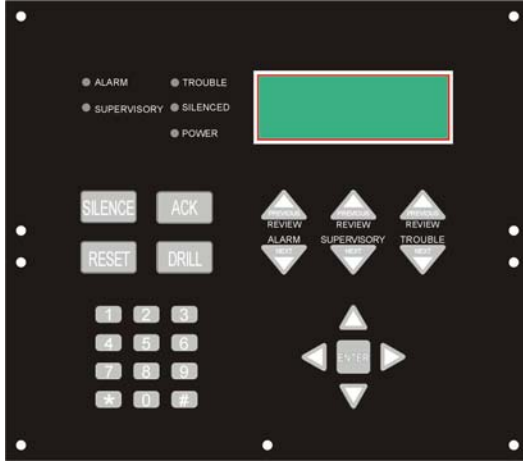 ALARM TROUBLE
SUPERVISORY SILENCED
POWER
SILENCE ACK
PREVIOUS PREVIOUS PREVIOUS
REVIEW REVIEW REVIEW
ALARM SUPERVISORY TROUBLE
NEXT NEXT NEXT
RESET DRILL
1 2 3
4 5 6
7 8 9
* 0 #
ENTER